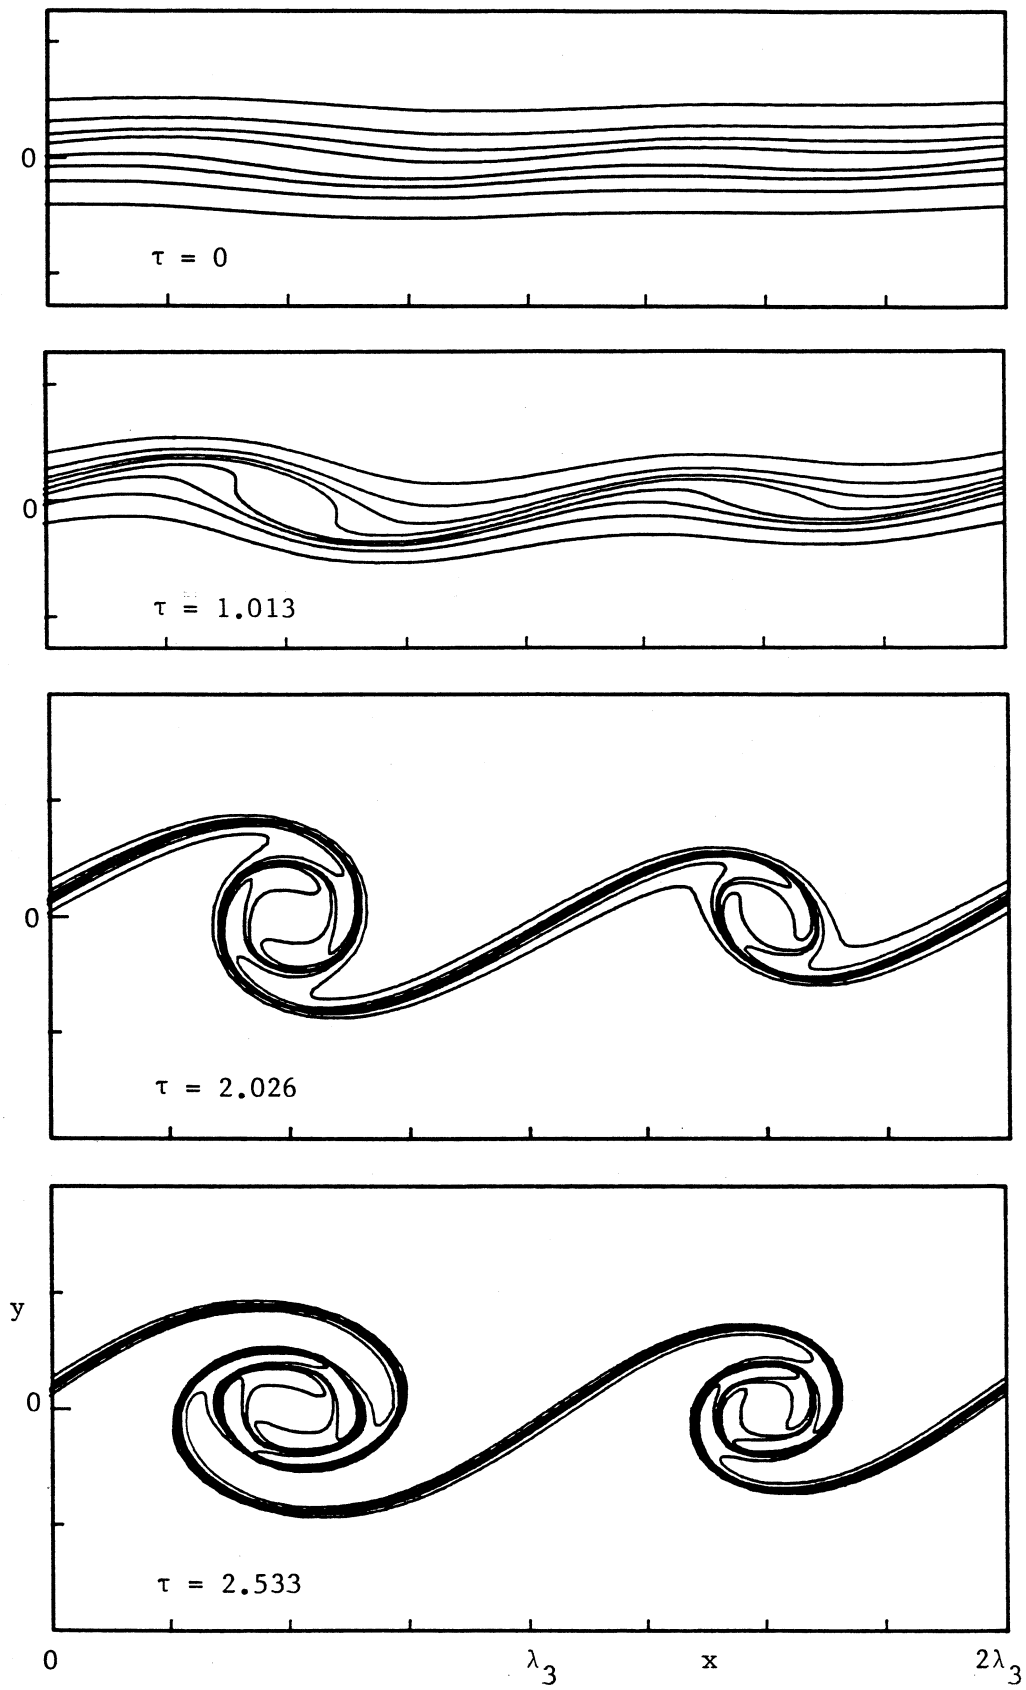 0
τ = 0
0
τ = 1.013
0
τ = 2.026
y
0
τ = 2.533
0 λ3 x 2λ3